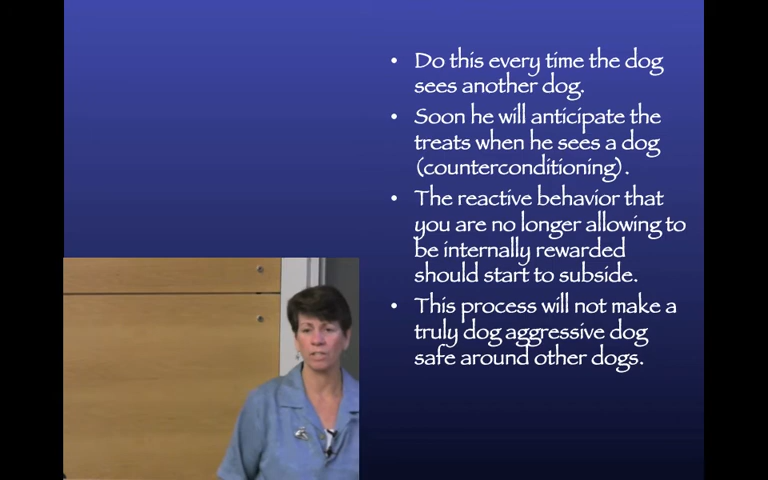 • Do this every time the dog
sees another dog.
• Soon he will anticipate the
treats when he sees a dog
(counterconditioning).
• The reactive behavior that
you are no longer allowing to
be internally rewarded
should start to subside.
• This process will not make a
truly dog aggressive dog
safe around other dogs.